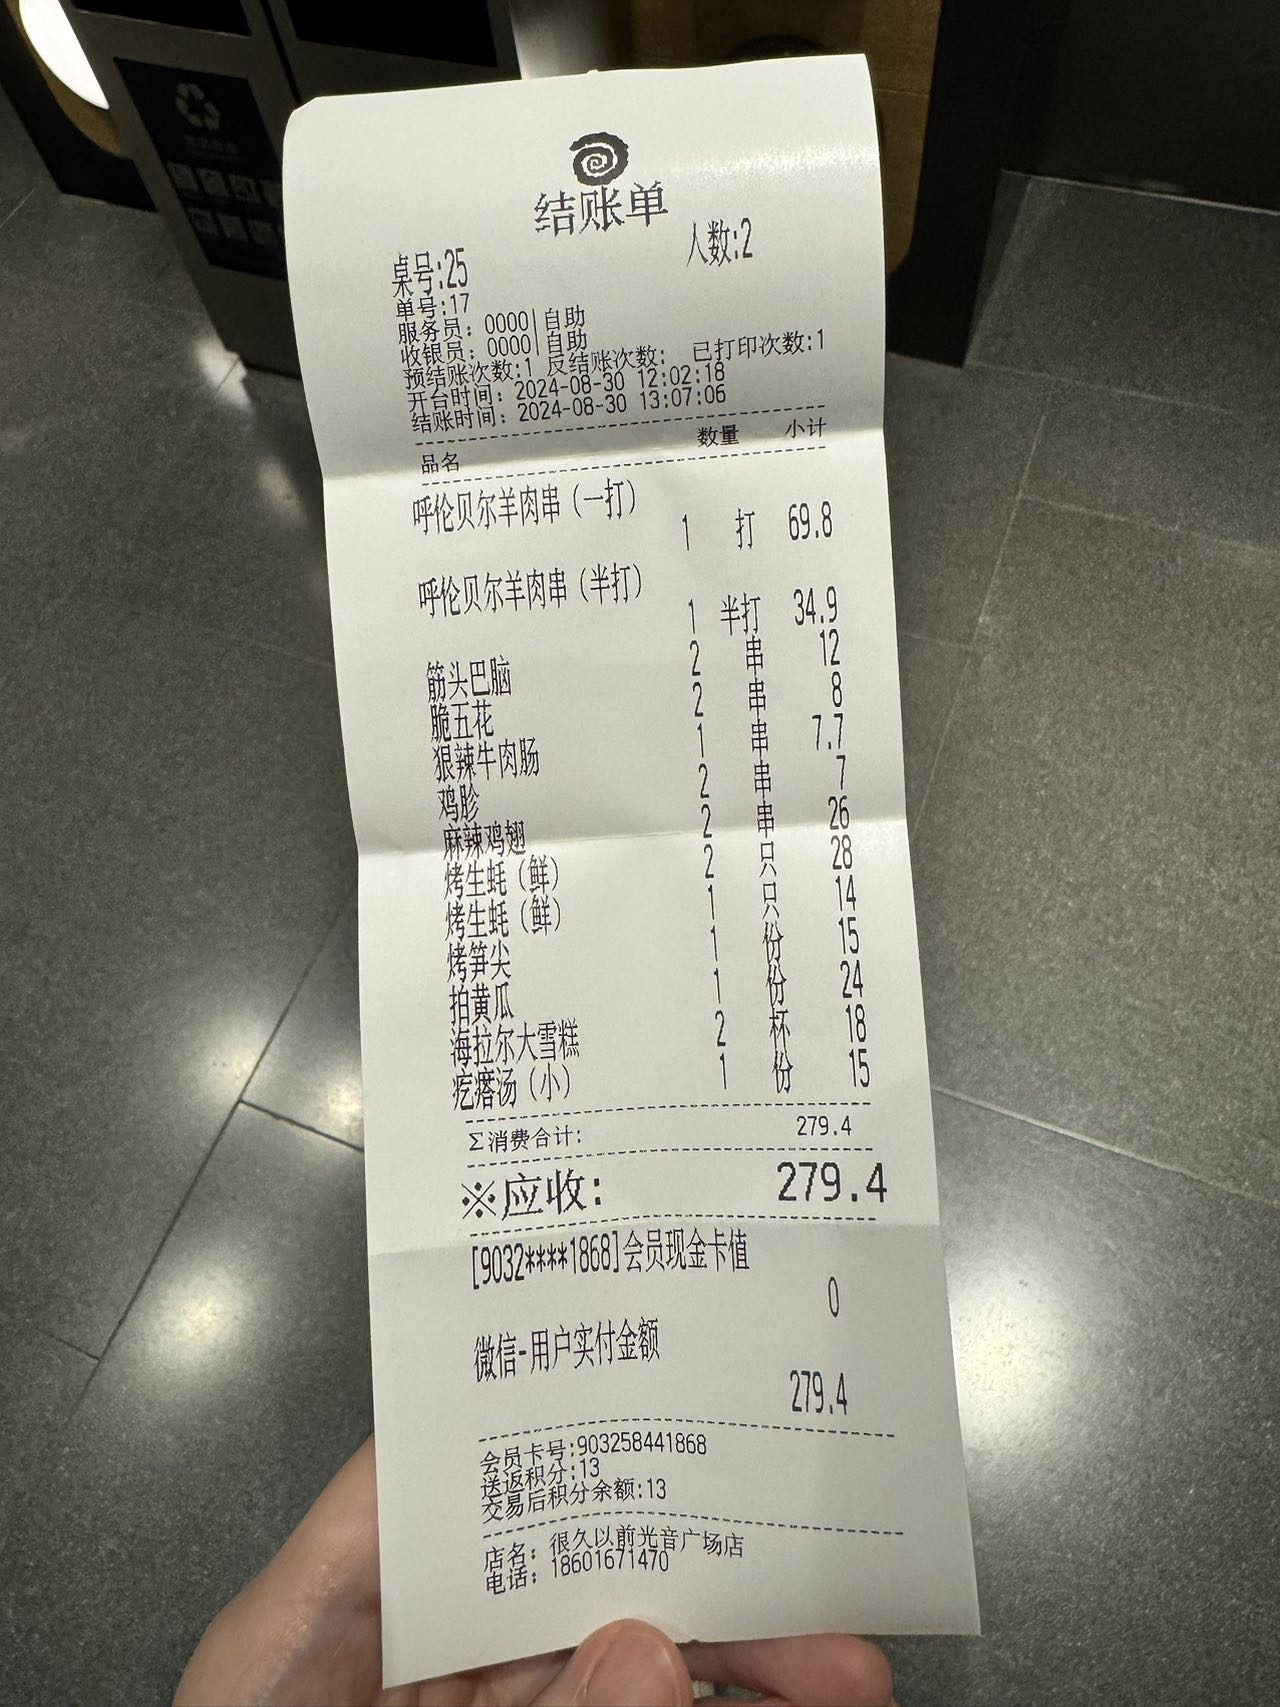 结账单
桌号:25 人数:2
单号:17
服务员: 0000|自助
收银员: 0000|自助
预结账次数:1 反结账次数: 已打印次数:1
开台时间: 2024-08-30 12:02:18
结账时间: 2024-08-30 13:07:06
品名 数量 小计
呼伦贝尔羊肉串(一打)
1 打 69.8
呼伦贝尔羊肉串(半打)
1 半打 34.9
筋头巴脑 2 串 12
脆五花 2 串 8
狠辣牛肉肠 1 串 7.7
鸡胗 2 串 7
麻辣鸡翅 2 串 26
烤生蚝(鲜) 2 只 28
烤生蚝(鲜) 1 只 14
烤笋尖 1 份 15
拍黄瓜 1 份 24
海拉尔大雪糕 2 杯 18
疙瘩汤(小) 1 份 15
Σ消费合计: 279.4
※应收: 279.4
[9032****1868]会员现金卡值
0
微信-用户实付金额
279.4
会员卡号:903258441868
送返积分:13
交易后积分余额:13
店名: 很久以前光音广场店
电话: 18601671470